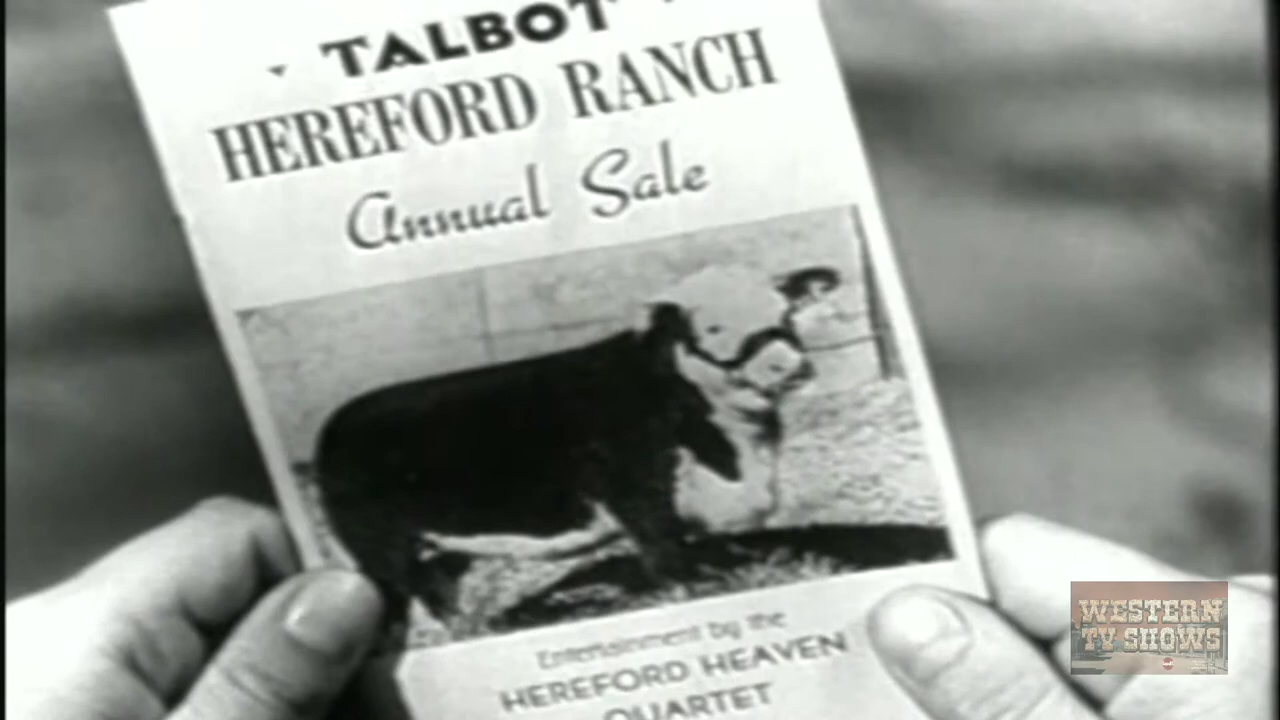 TALBOT
HEREFORD RANCH
Annual Sale
Entertainment by the
HEREFORD HEAVEN
QUARTET
WESTERN
TV SHOWS